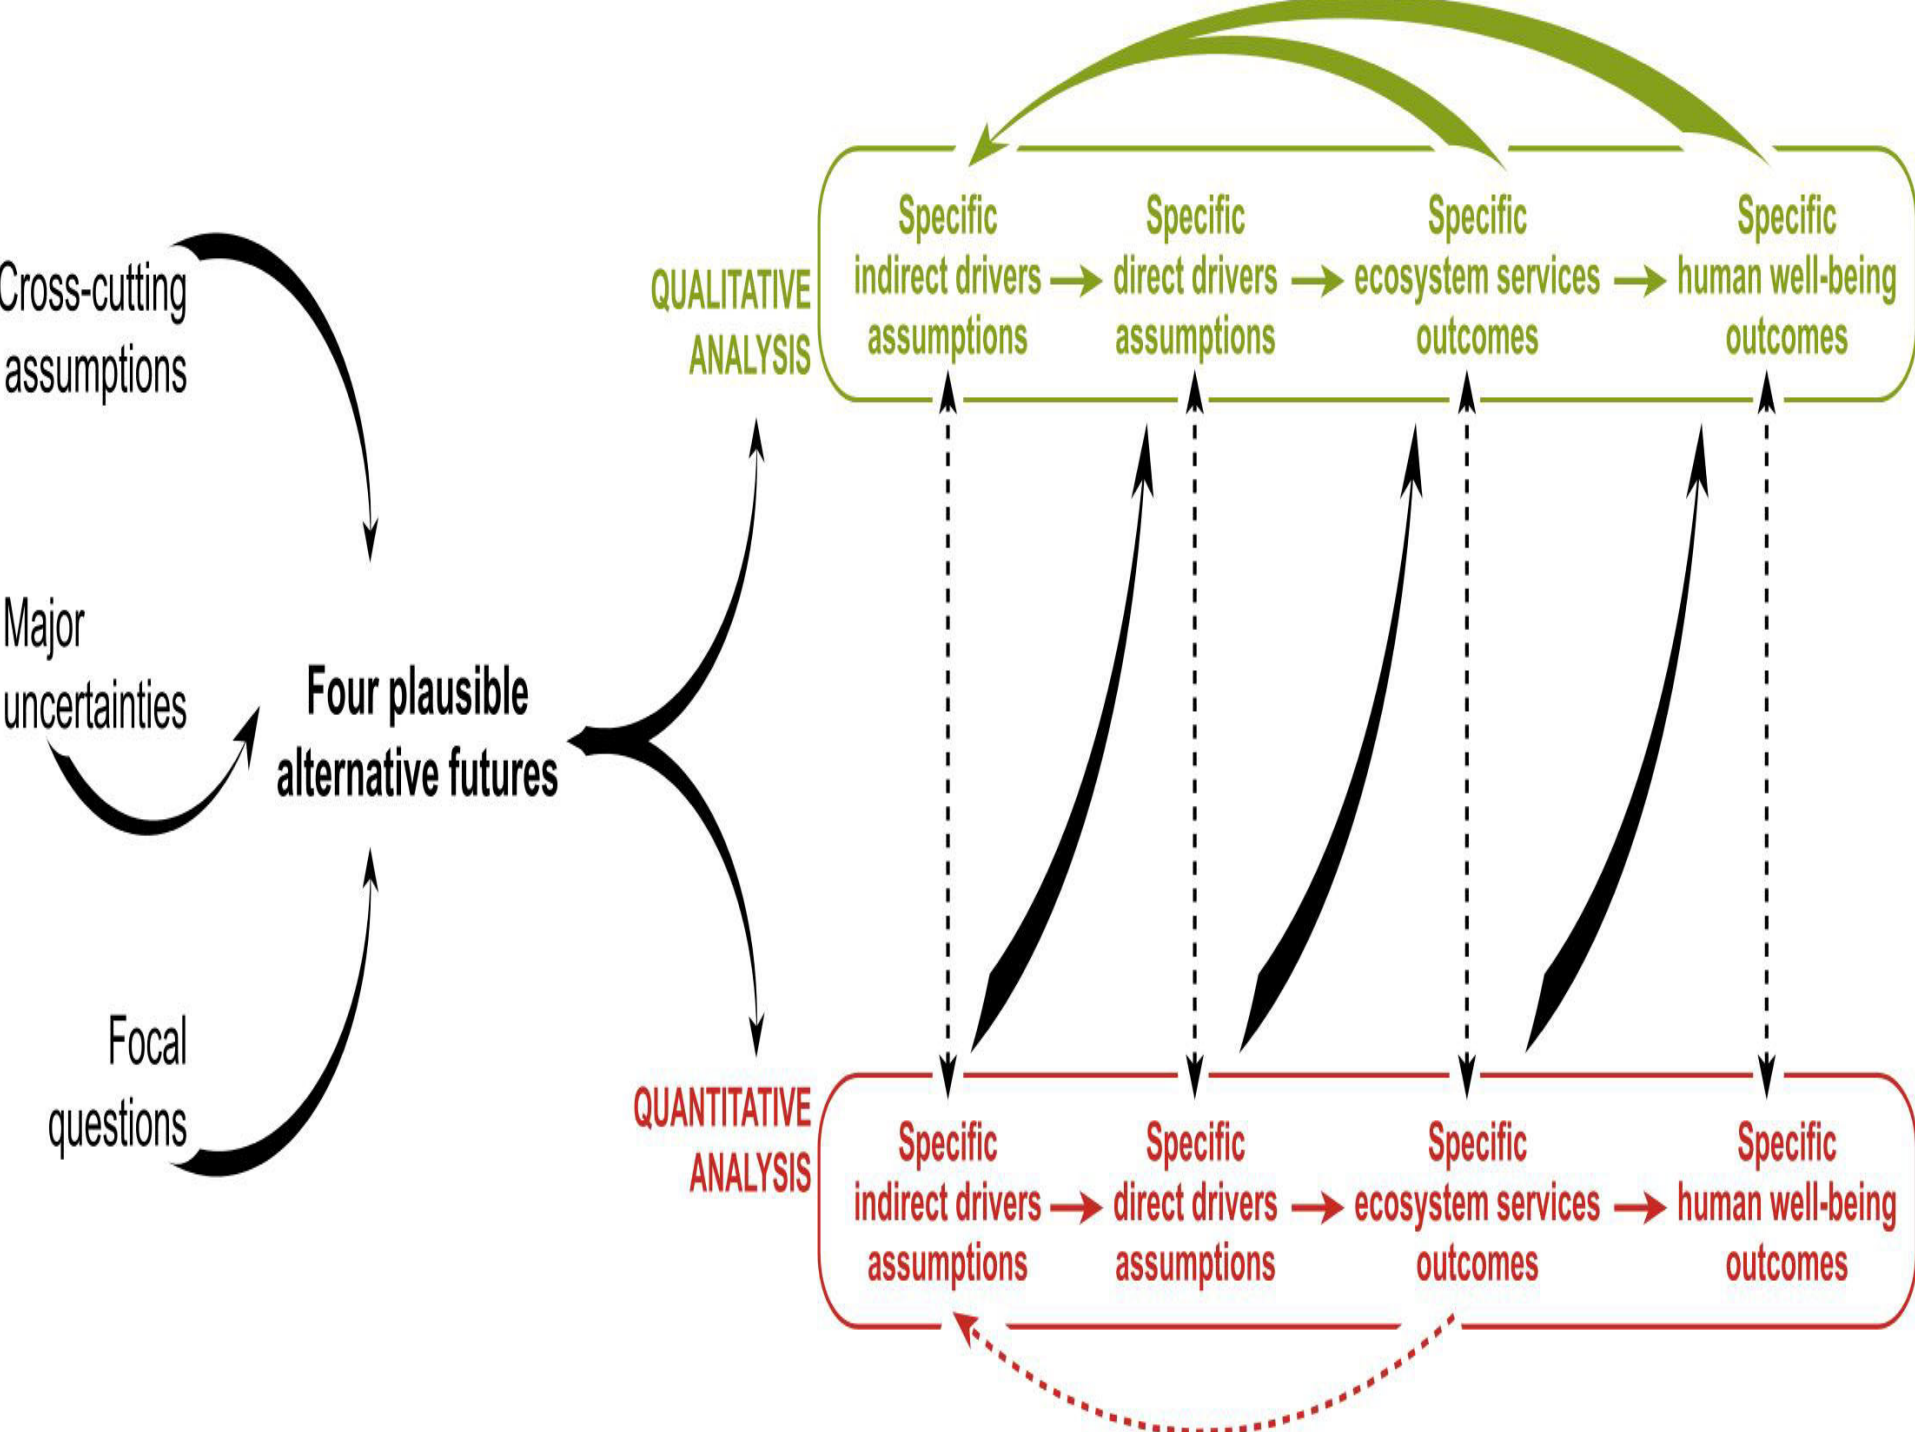 Cross-cutting
assumptions
Major
uncertainties
Focal
questions
Four plausible
alternative futures
QUALITATIVE
ANALYSIS
Specific
indirect drivers
assumptions
Specific
direct drivers
assumptions
Specific
ecosystem services
outcomes
Specific
human well-being
outcomes
QUANTITATIVE
ANALYSIS
Specific
indirect drivers
assumptions
Specific
direct drivers
assumptions
Specific
ecosystem services
outcomes
Specific
human well-being
outcomes